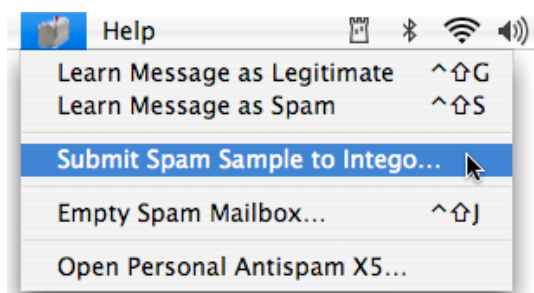 Help
Learn Message as Legitimate ^⇧G
Learn Message as Spam ^⇧S
Submit Spam Sample to Intego...
Empty Spam Mailbox... ^⇧J
Open Personal Antispam X5...